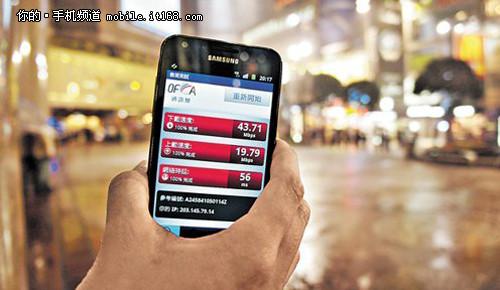 你的·手机频道 mobile.it168.com
SAMSUNG
20:17
OFCA
通訊辦
重新開始
下載速度:
100% 完成
43.71
Mbps
上載速度:
100% 完成
19.79
Mbps
網絡時延:
100% 完成
56
ms
參考編號: A2458410500114Z
你的 IP: 203.145.79.14